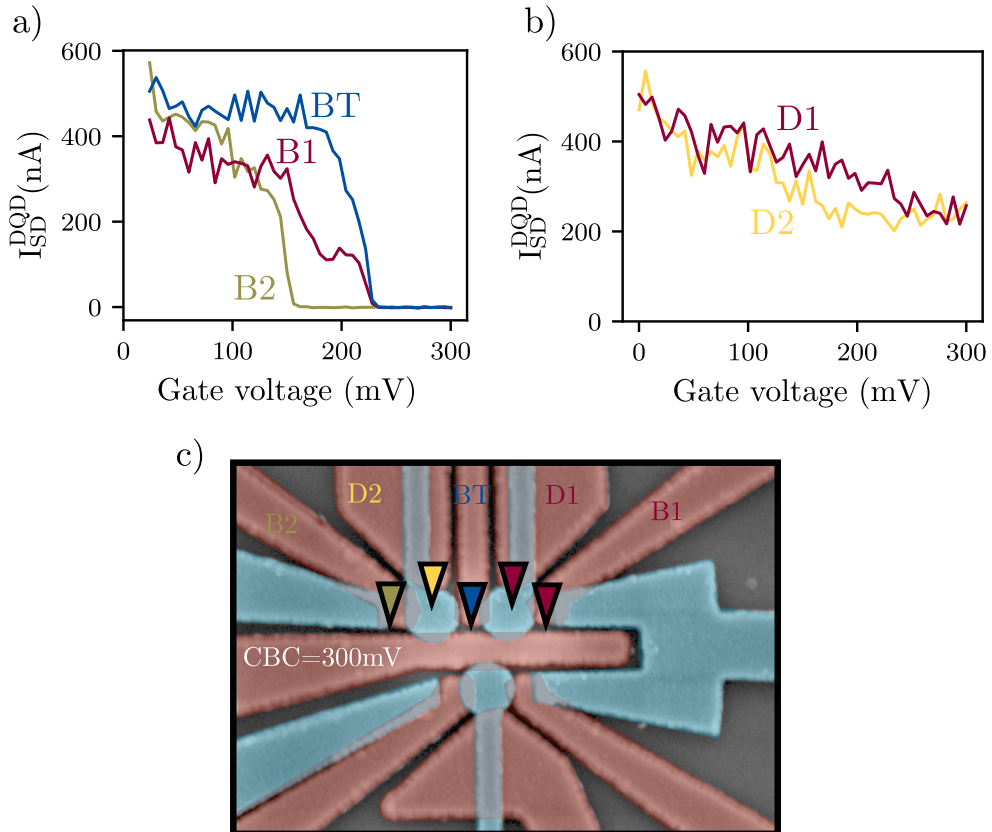 a)
600
400
200
0
0
100
200
300
I_SD^DQD(nA)
Gate voltage (mV)
BT
B1
B2
b)
600
400
200
0
0
100
200
300
I_SD^DQD(nA)
Gate voltage (mV)
D1
D2
c)
D2
BT
D1
B2
B1
CBC=300mV